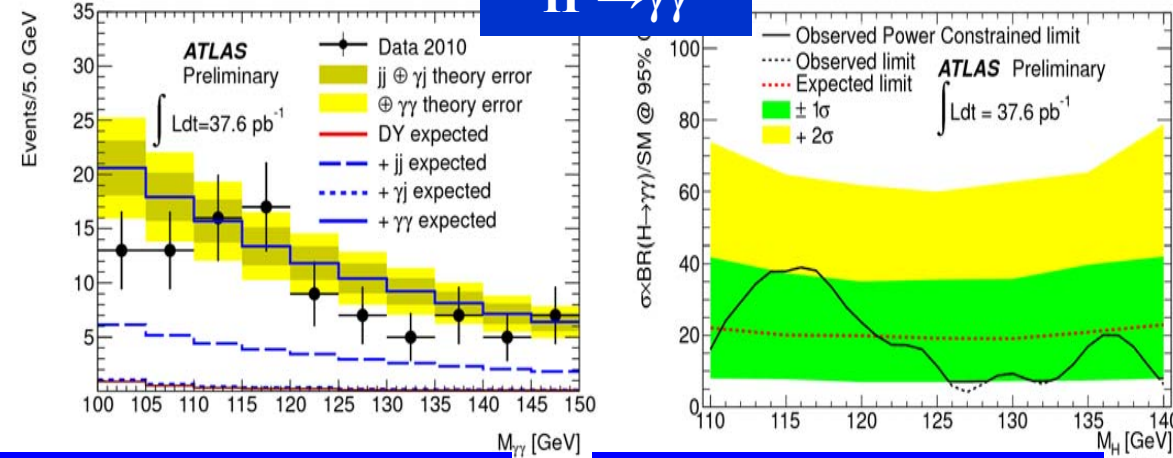 H→γγ
Events/5.0 GeV
35
30
25
20
15
10
5
ATLAS
Preliminary
∫ Ldt=37.6 pb-1
Data 2010
jj ⊕ γj theory error
⊕ γγ theory error
DY expected
+ jj expected
+ γj expected
+ γγ expected
100 105 110 115 120 125 130 135 140 145 150
Mγγ [GeV]
σ×BR(H→γγ)/SM @ 95%
100
80
60
40
20
0
Observed Power Constrained limit
Observed limit
Expected limit
± 1σ
+ 2σ
ATLAS Preliminary
∫ Ldt = 37.6 pb-1
110 115 120 125 130 135 140
MH [GeV]